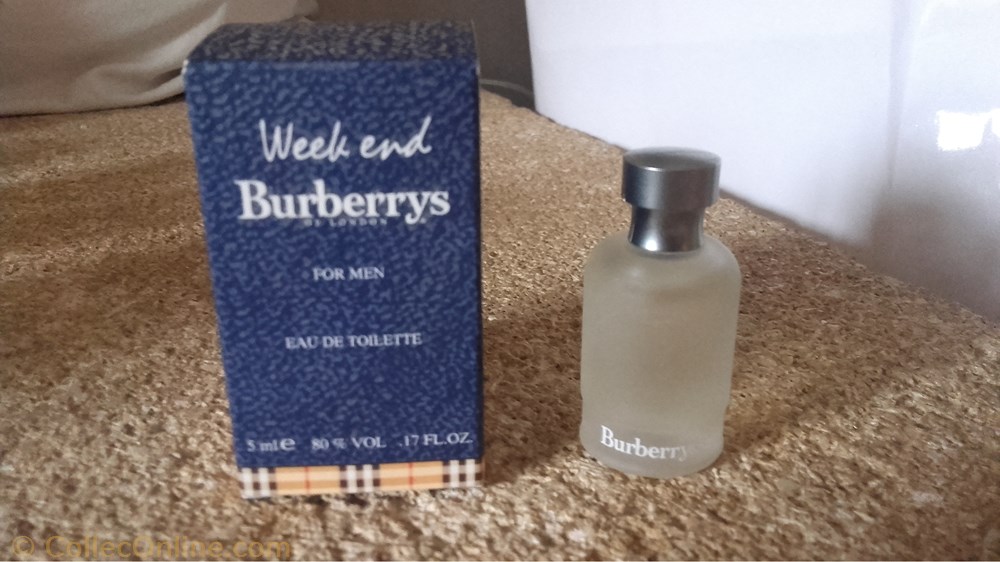 Week end
Burberrys
OF LONDON
FOR MEN
EAU DE TOILETTE
5 ml e 80 % VOL .17 FL.OZ.
Burberry
© CollecOnline.com